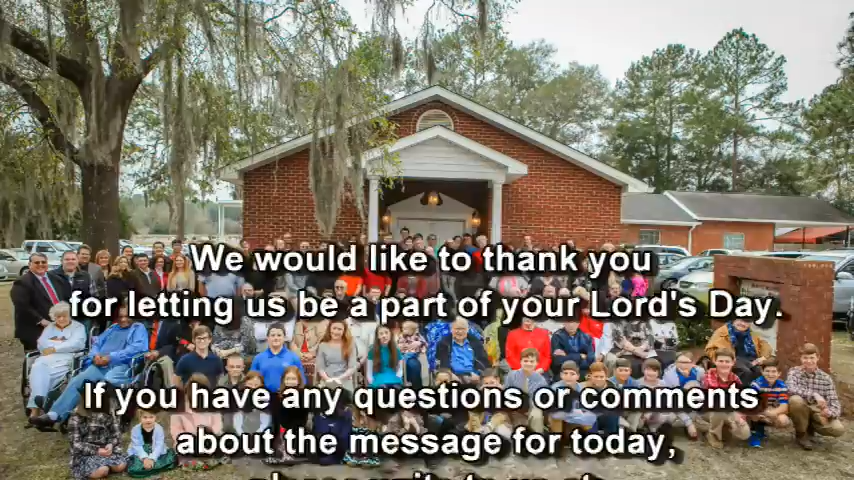 We would like to thank you
for letting us be a part of your Lord's Day.
If you have any questions or comments
about the message for today,